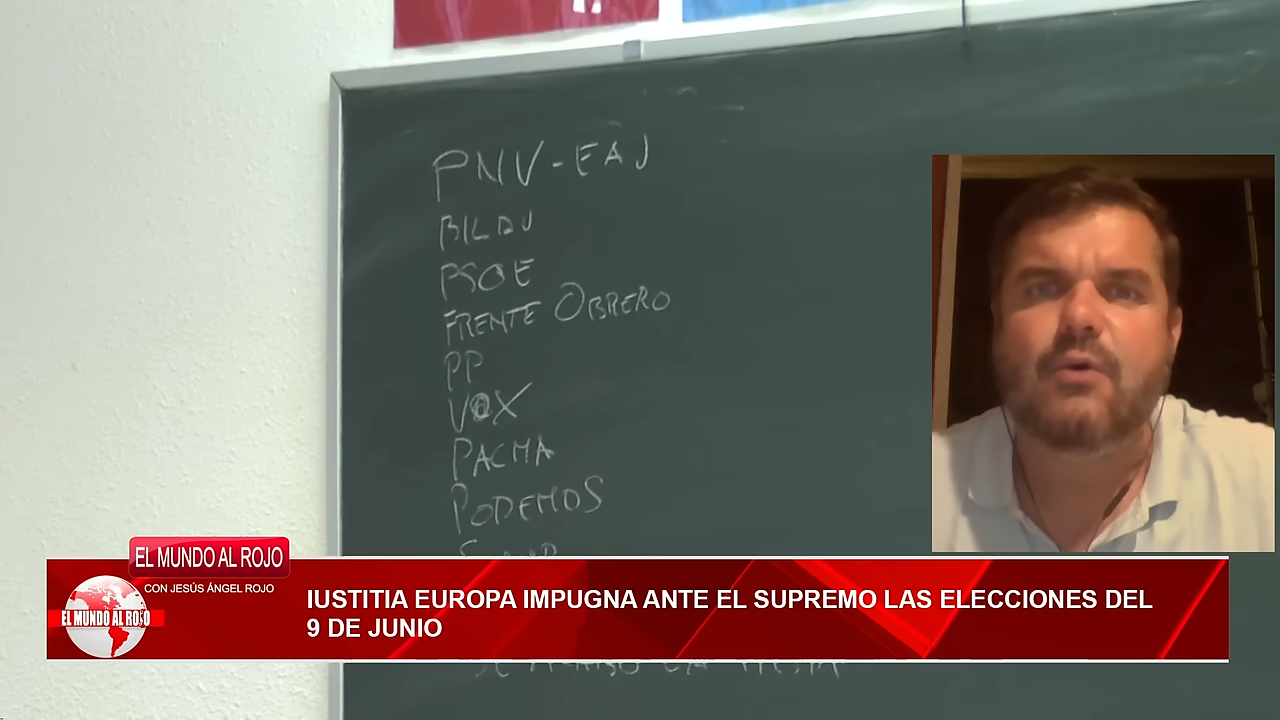 PNV-EAJ
BILDU
PSOE
FRENTE OBRERO
PP
VOX
PACMA
PODEMOS
EL MUNDO AL ROJO
CON JESÚS ÁNGEL ROJO
EL MUNDO AL ROJO
IUSTITIA EUROPA IMPUGNA ANTE EL SUPREMO LAS ELECCIONES DEL
9 DE JUNIO